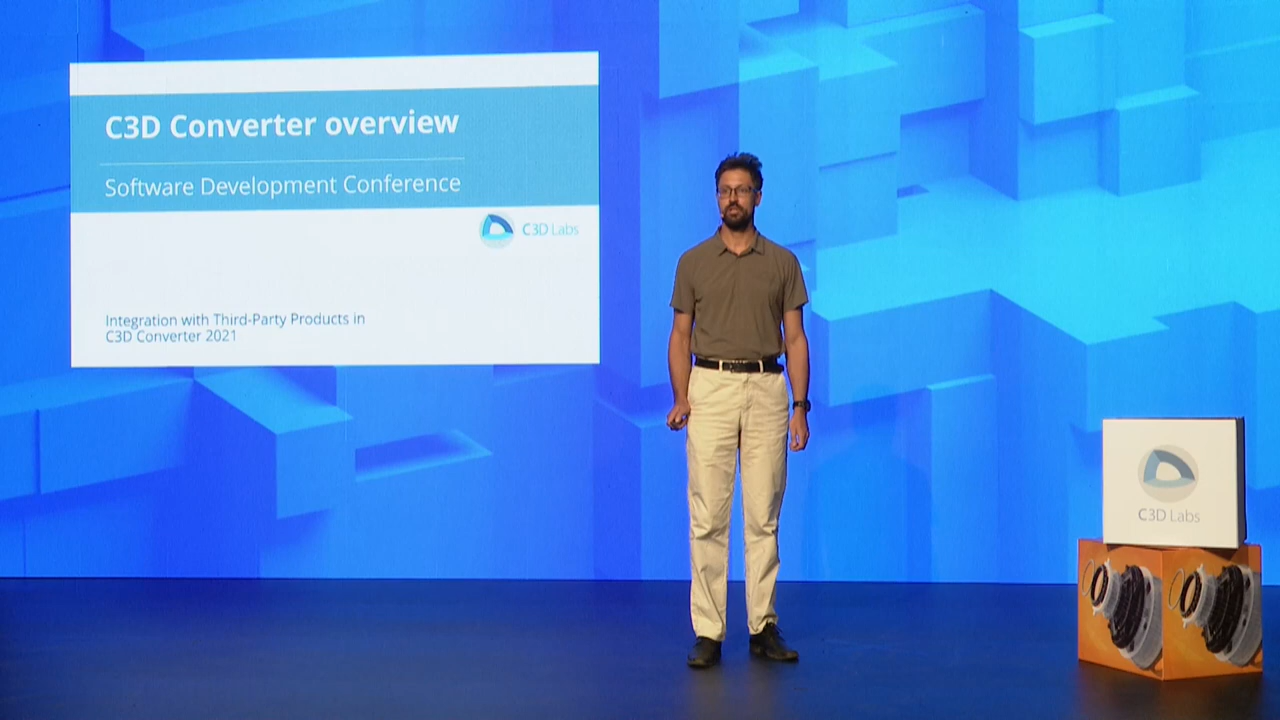 C3D Converter overview
Software Development Conference
C3D Labs
Integration with Third-Party Products in
C3D Converter 2021
C3D Labs